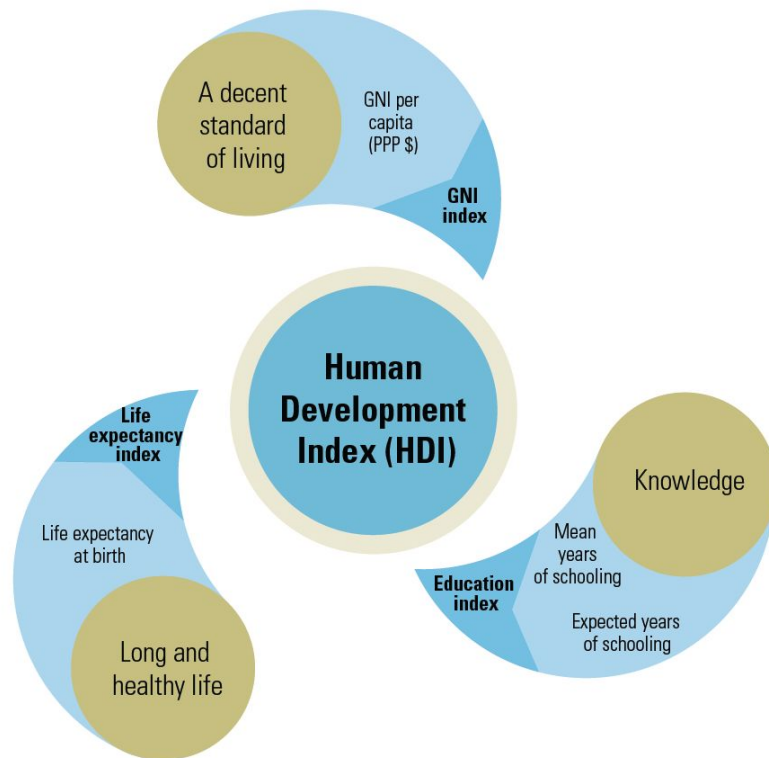 A decent
standard
of living
GNI per
capita
(PPP $)
GNI
index
Human
Development
Index (HDI)
Life
expectancy
index
Life expectancy
at birth
Long and
healthy life
Knowledge
Mean
years
of schooling
Expected years
of schooling
Education
index